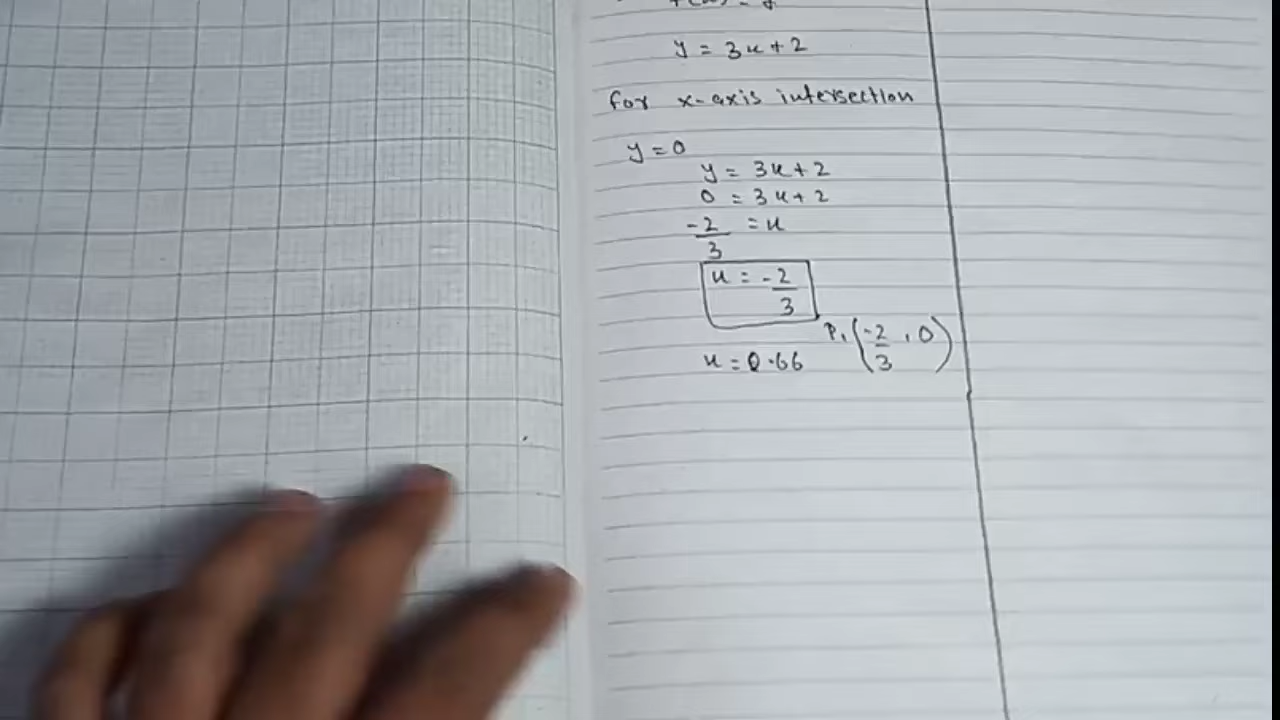 y = 3x + 2
for x-axis intersection
y = 0
y = 3x + 2
0 = 3x + 2
-2/3 = x
x = -2/3
P₁ (-2/3, 0)
x = 0.66